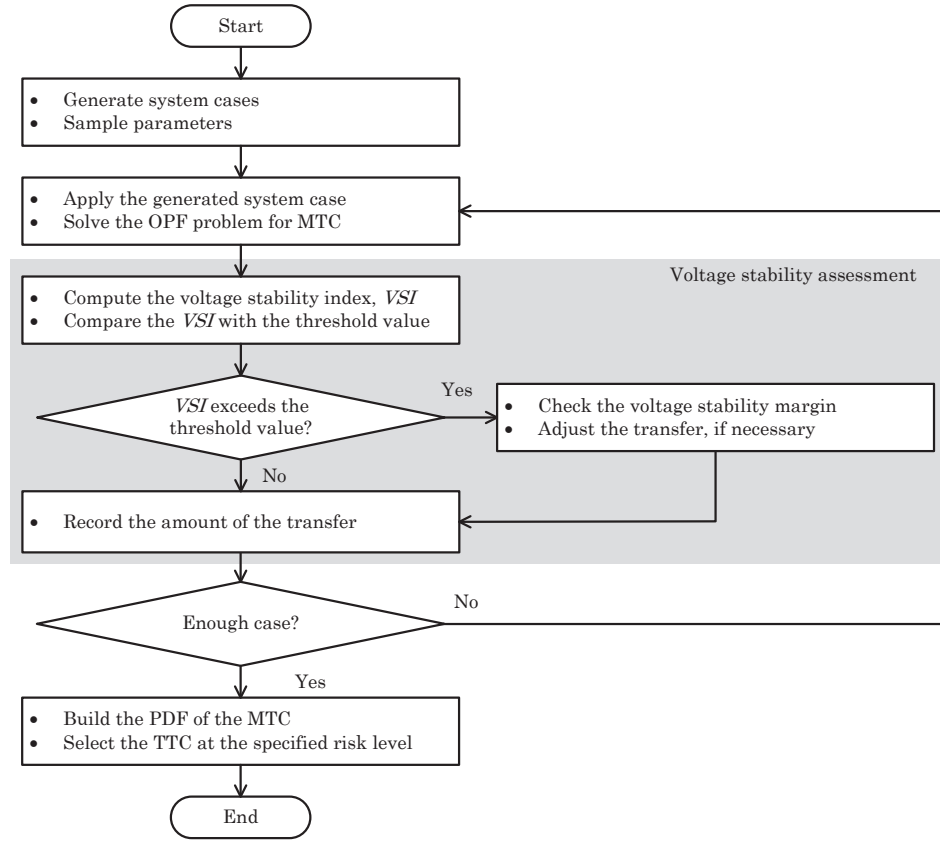 Start
• Generate system cases
• Sample parameters
• Apply the generated system case
• Solve the OPF problem for MTC
Voltage stability assessment
• Compute the voltage stability index, VSI
• Compare the VSI with the threshold value
VSI exceeds the
threshold value?
Yes
• Check the voltage stability margin
• Adjust the transfer, if necessary
No
• Record the amount of the transfer
Enough case?
No
Yes
• Build the PDF of the MTC
• Select the TTC at the specified risk level
End